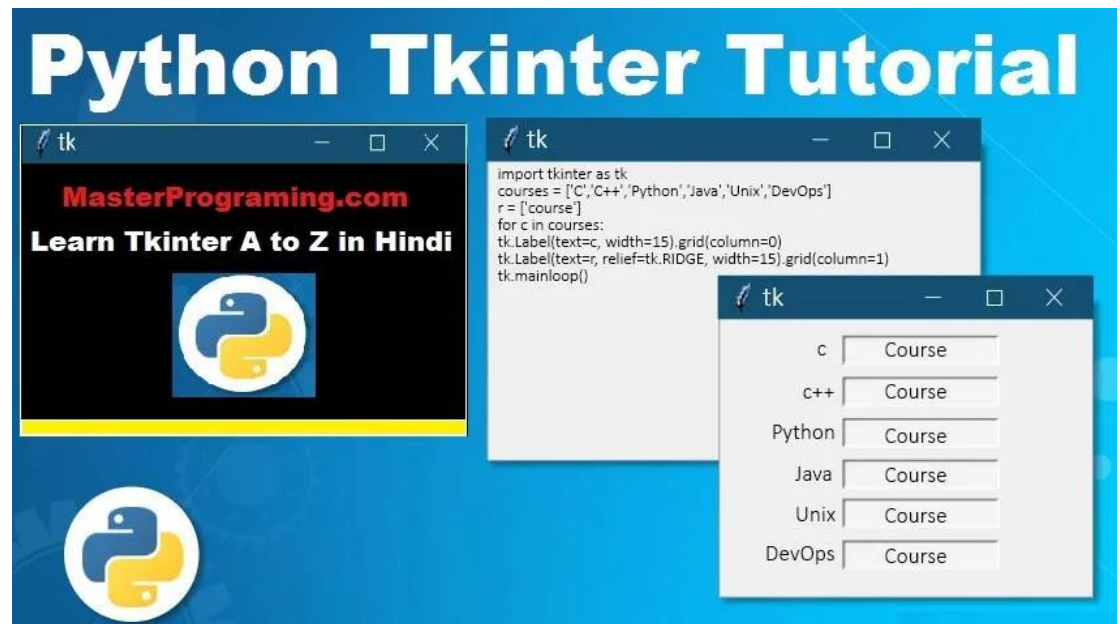 Python Tkinter Tutorial
tk
MasterPrograming.com
Learn Tkinter A to Z in Hindi
tk
import tkinter as tk
courses = ['C','C++','Python','Java','Unix','DevOps']
r = ['course']
for c in courses:
tk.Label(text=c, width=15).grid(column=0)
tk.Label(text=r, relief=tk.RIDGE, width=15).grid(column=1)
tk.mainloop()
tk
c Course
c++ Course
Python Course
Java Course
Unix Course
DevOps Course